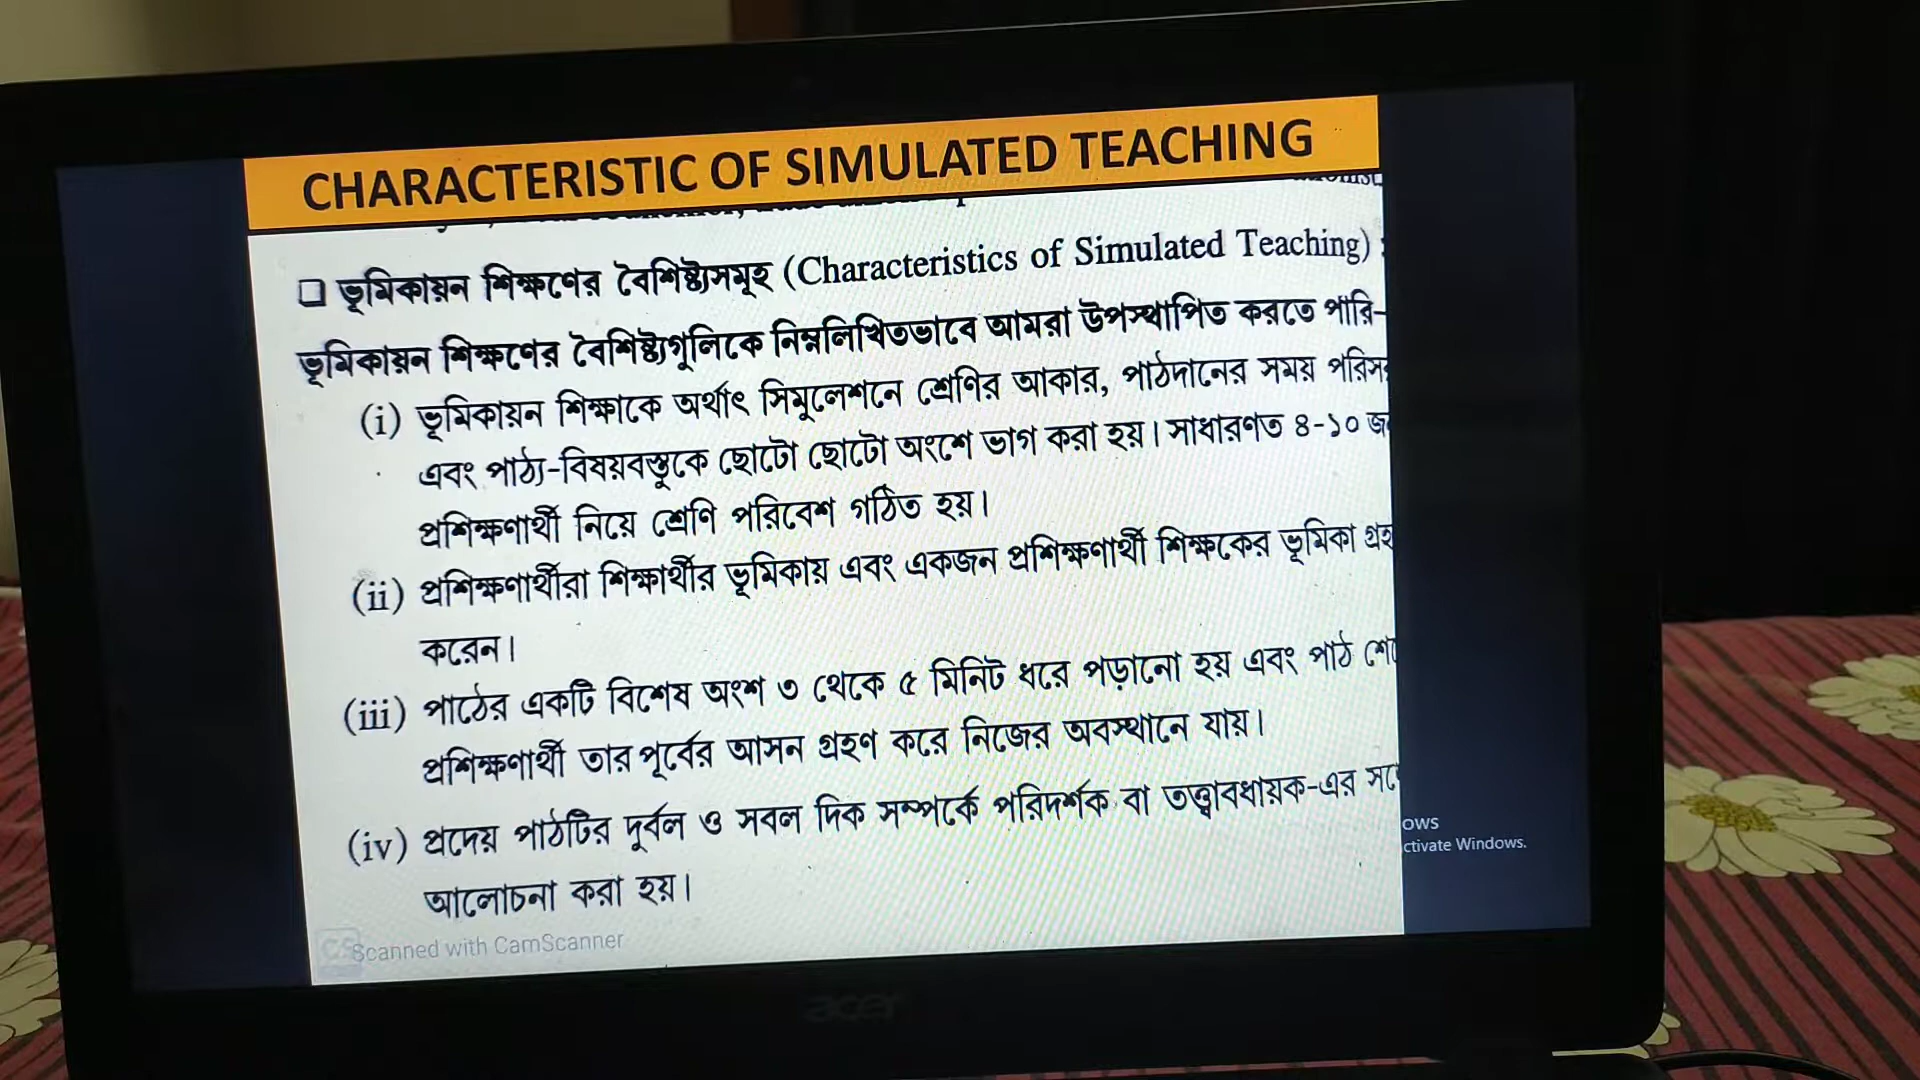 CHARACTERISTIC OF SIMULATED TEACHING
❑ ভূমিকায়ন শিক্ষণের বৈশিষ্ট্যসমূহ (Characteristics of Simulated Teaching) :
ভূমিকায়ন শিক্ষণের বৈশিষ্ট্যগুলিকে নিম্নলিখিতভাবে আমরা উপস্থাপিত করতে পারি-
(i) ভূমিকায়ন শিক্ষাকে অর্থাৎ সিমুলেশনে শ্রেণির আকার, পাঠদানের সময়
এবং পাঠ্য-বিষয়বস্তুকে ছোটো ছোটো অংশে ভাগ করা হয়। সাধারণত ৪-১০
প্রশিক্ষণার্থী নিয়ে শ্রেণি পরিবেশ গঠিত হয়।
(ii) প্রশিক্ষণার্থীরা শিক্ষার্থীর ভূমিকায় এবং একজন প্রশিক্ষণার্থী শিক্ষকের ভূমিকা
করেন।
(iii) পাঠের একটি বিশেষ অংশ ৩ থেকে ৫ মিনিট ধরে পড়ানো হয় এবং পাঠ
প্রশিক্ষণার্থী তার পূর্বের আসন গ্রহণ করে নিজের অবস্থানে যায়।
(iv) প্রদেয় পাঠটির দুর্বল ও সবল দিক সম্পর্কে পরিদর্শক বা তত্ত্বাবধায়ক-এর
আলোচনা করা হয়।
ows
ctivate Windows.
CS Scanned with CamScanner
acer